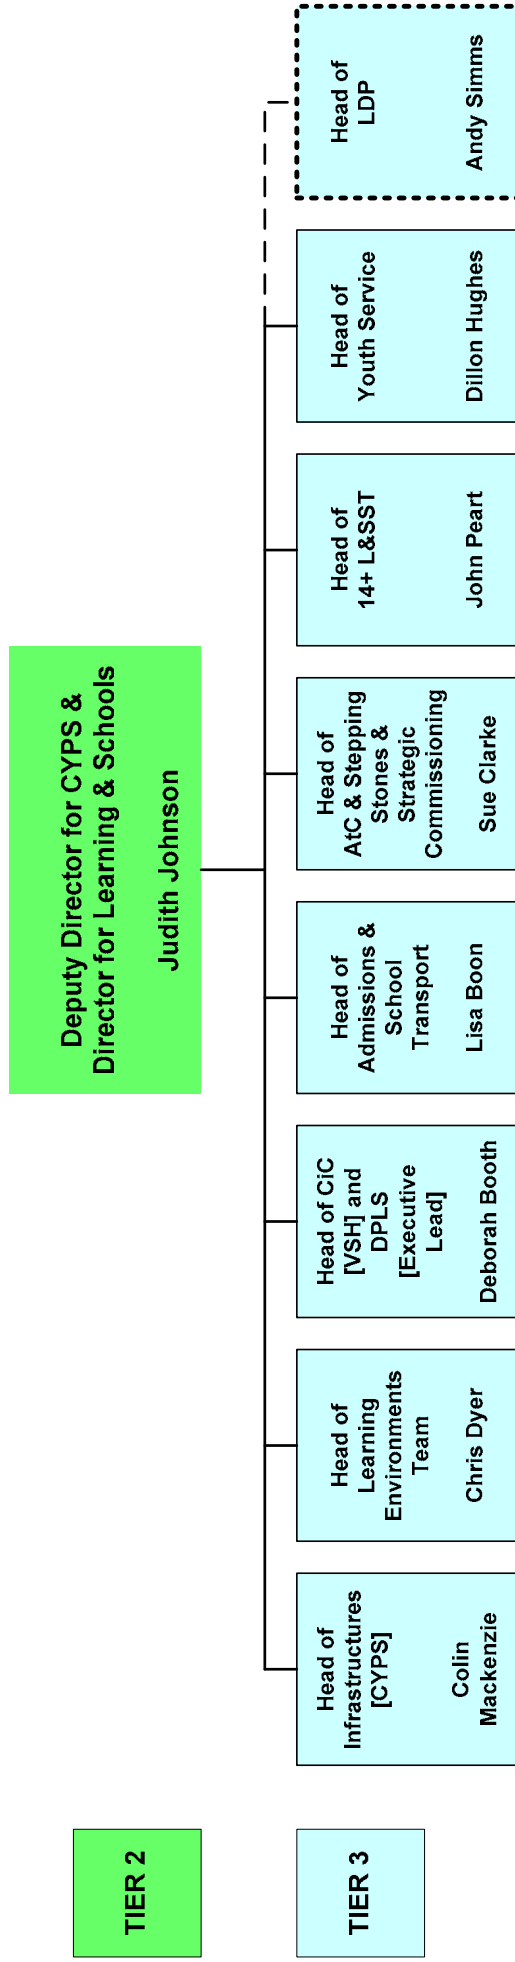 Deputy Director for CYPS &
Director for Learning & Schools
Judith Johnson
TIER 2
TIER 3
Head of
Infrastructures
[CYPS]
Colin
Mackenzie
Head of
Learning
Environments
Team
Chris Dyer
Head of CiC
[VSH] and
DPLS
[Executive
Lead]
Deborah Booth
Head of
Admissions &
School
Transport
Lisa Boon
Head of
AtC & Stepping
Stones &
Strategic
Commissioning
Sue Clarke
Head of
14+ L&SST
John Peart
Head of
Youth Service
Dillon Hughes
Head of
LDP
Andy Simms